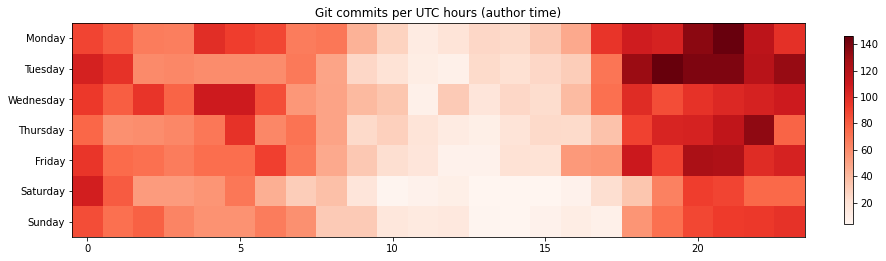 Git commits per UTC hours (author time)
Monday
Tuesday
Wednesday
Thursday
Friday
Saturday
Sunday
0 5 10 15 20
140
120
100
80
60
40
20